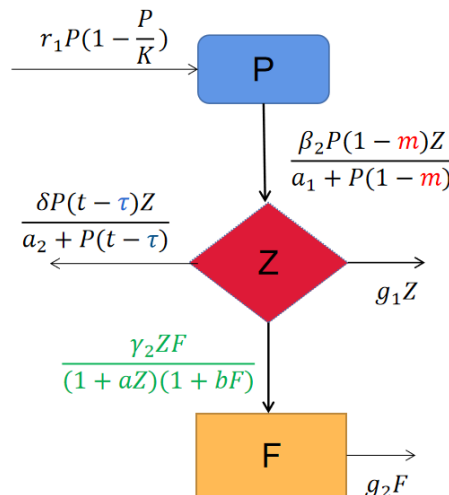 r₁P(1 - P/K)
P
β₂P(1 - m)Z / a₁ + P(1 - m)
δP(t - τ)Z / a₂ + P(t - τ)
Z
g₁Z
γ₂ZF / (1 + aZ)(1 + bF)
F
g₂F